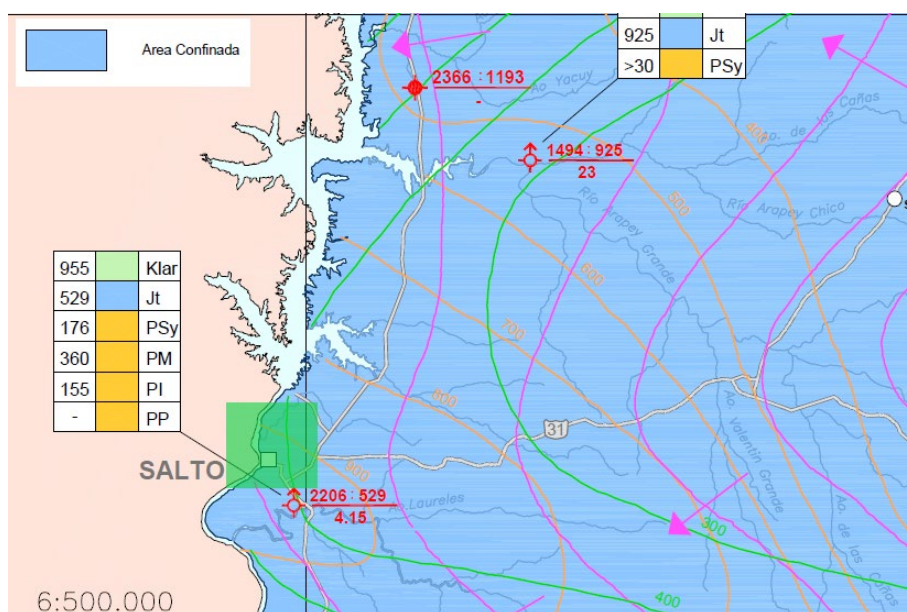 Area Confinada
925 Jt
>30 PSy
2366 : 1193
-
Ao. Yacuy
1494 : 925
23
Ao. de las Cañas
400
500
Río Arapey Chico
Río Arapey Grande
600
700
800
900
955 Klar
529 Jt
176 PSy
360 PM
155 PI
- PP
31
SALTO
2206 : 529
4.15
Ao. Laureles
Ao. Valentín Grande
Ao. de las Cañas
300
400
6:500.000